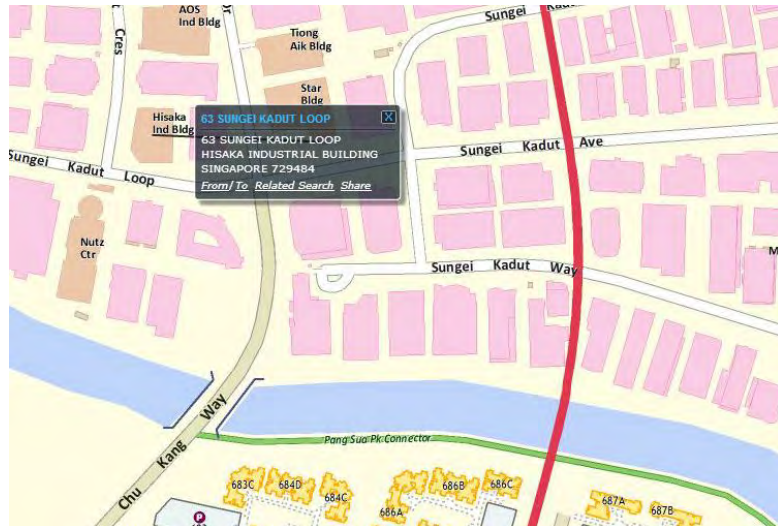 AOS
Ind Bldg
Sungei Kadut
Cres
Tiong
Aik Bldg
Star
Bldg
Hisaka
Ind Bldg
63 SUNGEI KADUT LOOP
X
63 SUNGEI KADUT LOOP
HISAKA INDUSTRIAL BUILDING
SINGAPORE 729484
From/To Related Search Share
Sungei Kadut Ave
Sungei Kadut Loop
Nutz
Ctr
M
Sungei Kadut Way
Chu Kang Way
Pang Sua Pk Connector
683C
684D
684C
686B
686C
686A
687A
687B
P